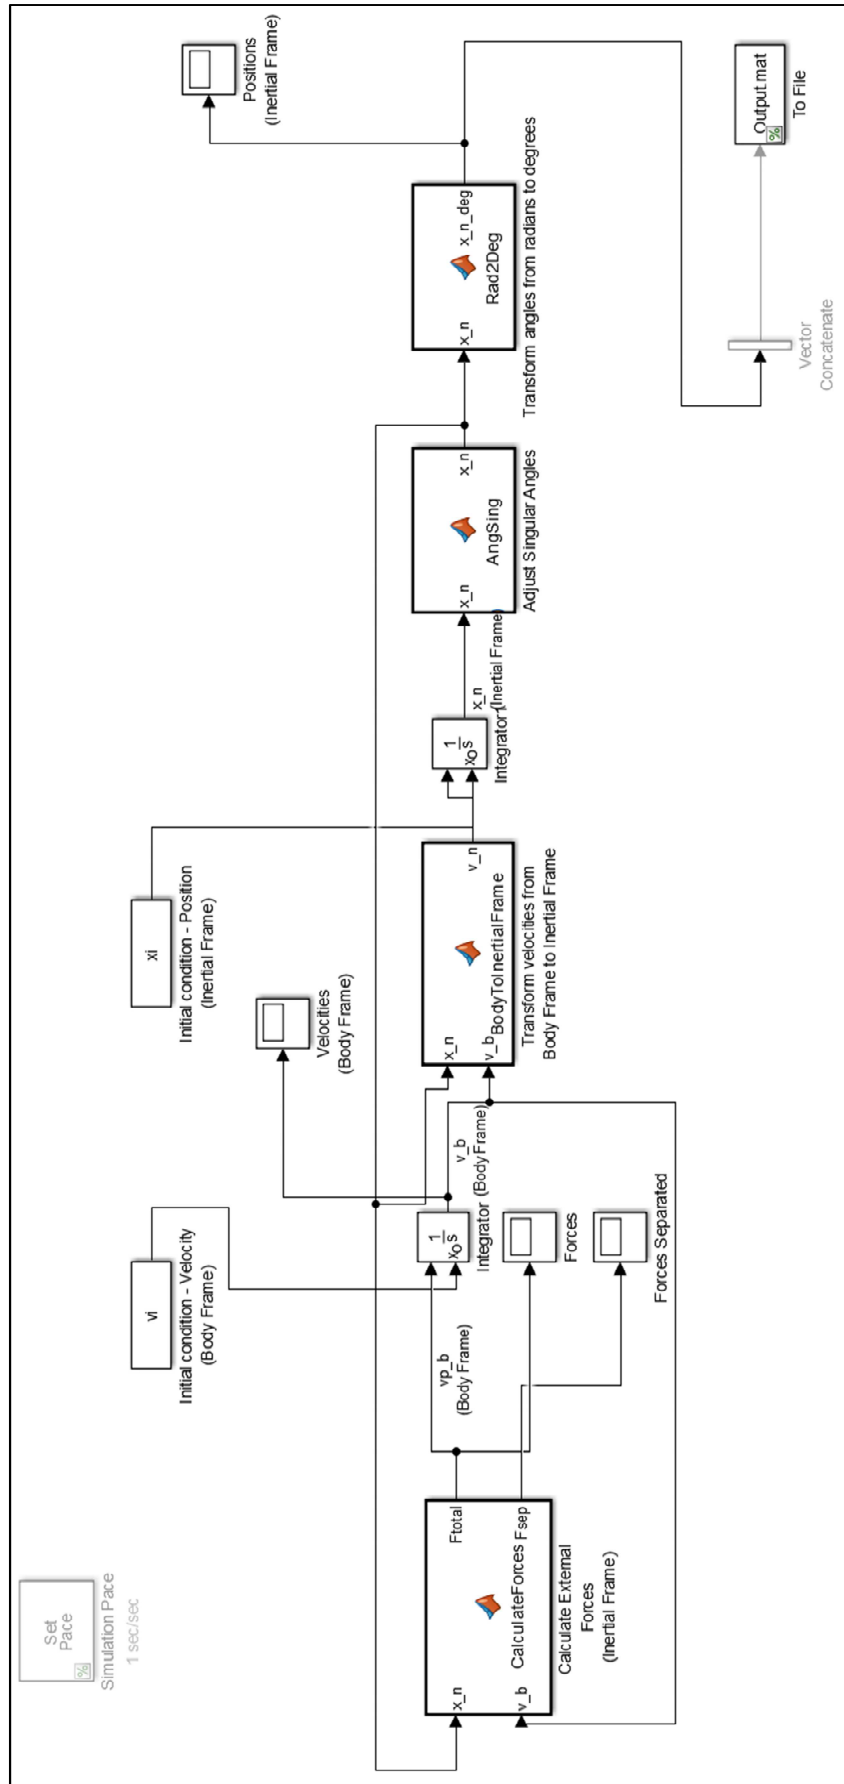 Set
Pace
Simulation Pace
1 sec/sec
x_n
v_b
CalculateForces
Ftotal
Fsep
Calculate External
Forces
(Inertial Frame)
vp_b
(Body Frame)
vi
Initial condition - Velocity
(Body Frame)
1
s
xo
Integrator
v_b
(Body Frame)
Forces
Forces Separated
Velocities
(Body Frame)
x_n
v_b
BodyToInertialFrame
v_n
Transform velocities from
Body Frame to Inertial Frame
xi
Initial condition - Position
(Inertial Frame)
1
s
xo
Integrator1
x_n
(Inertial Frame)
x_n
AngSing
x_n
Adjust Singular Angles
x_n
Rad2Deg
x_n_deg
Transform angles from radians to degrees
Positions
(Inertial Frame)
Vector
Concatenate
Output.mat
To File